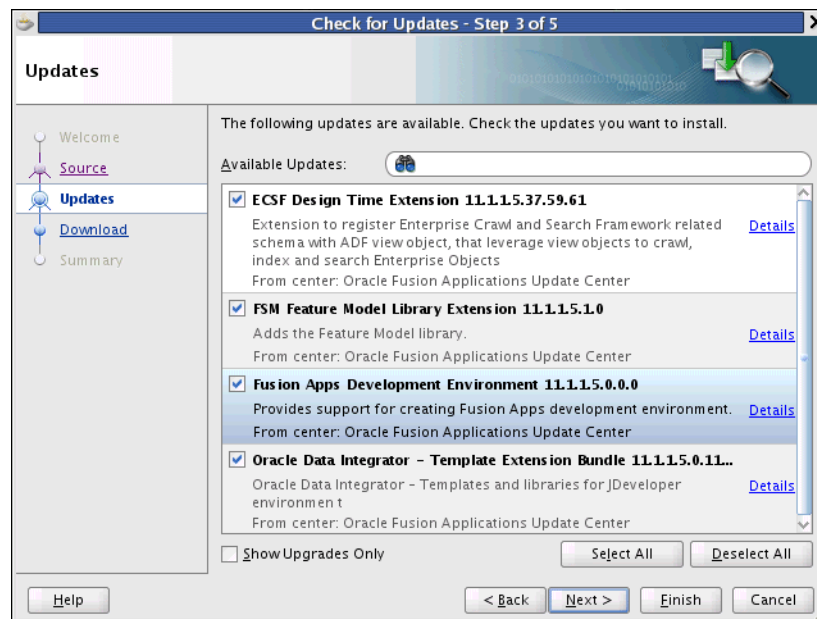 Check for Updates - Step 3 of 5
Updates
Welcome
Source
Updates
Download
Summary
The following updates are available. Check the updates you want to install.
Available Updates:
ECSF Design Time Extension 11.1.1.5.37.59.61
Extension to register Enterprise Crawl and Search Framework related
schema with ADF view object, that leverage view objects to crawl,
index and search Enterprise Objects
From center: Oracle Fusion Applications Update Center
Details
FSM Feature Model Library Extension 11.1.1.5.1.0
Adds the Feature Model library.
From center: Oracle Fusion Applications Update Center
Details
Fusion Apps Development Environment 11.1.1.5.0.0.0
Provides support for creating Fusion Apps development environment.
From center: Oracle Fusion Applications Update Center
Details
Oracle Data Integrator - Template Extension Bundle 11.1.1.5.0.11...
Oracle Data Integrator - Templates and libraries for JDeveloper
environmen t
From center: Oracle Fusion Applications Update Center
Details
Show Upgrades Only
Select All
Deselect All
Help
< Back
Next >
Finish
Cancel